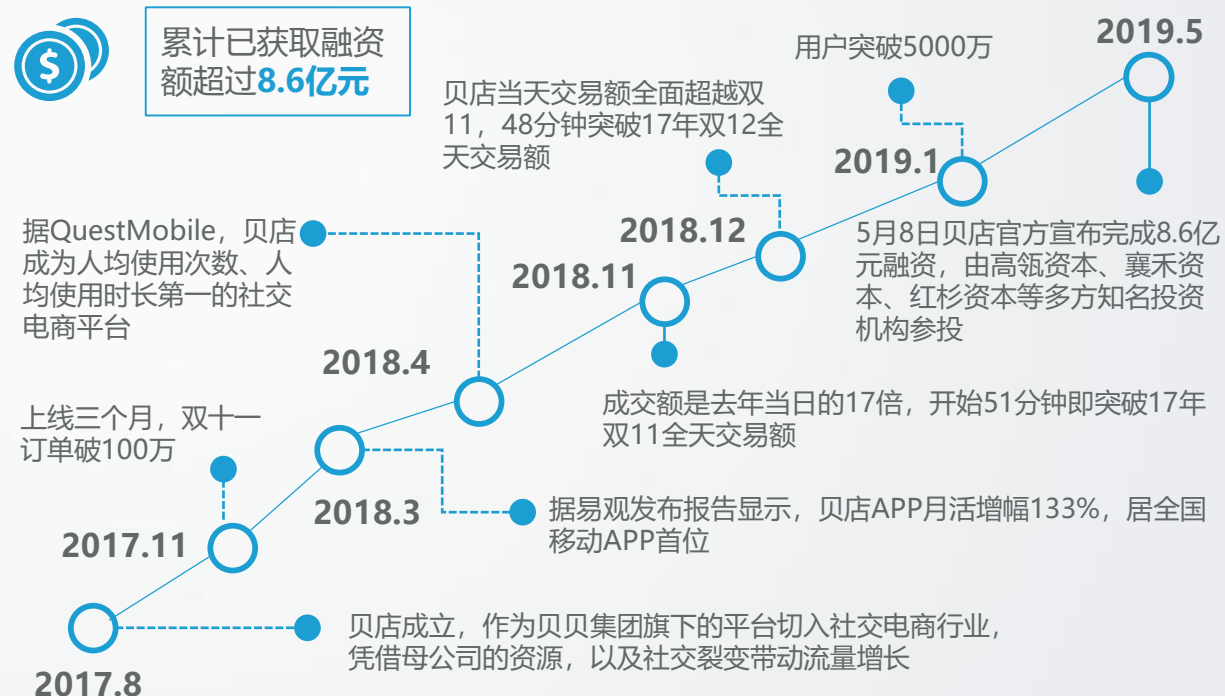 $
累计已获取融资
额超过8.6亿元
2019.5
用户突破5000万
贝店当天交易额全面超越双
11，48分钟突破17年双12全
天交易额
2019.1
2018.12
据QuestMobile，贝店
成为人均使用次数、人
均使用时长第一的社交
电商平台
5月8日贝店官方宣布完成8.6亿
元融资，由高瓴资本、襄禾资
本、红杉资本等多方知名投资
机构参投
2018.11
2018.4
成交额是去年当日的17倍，开始51分钟即突破17年
双11全天交易额
上线三个月，双十一
订单破100万
2018.3
据易观发布报告显示，贝店APP月活增幅133%，居全国
移动APP首位
2017.11
贝店成立，作为贝贝集团旗下的平台切入社交电商行业，
凭借母公司的资源，以及社交裂变带动流量增长
2017.8